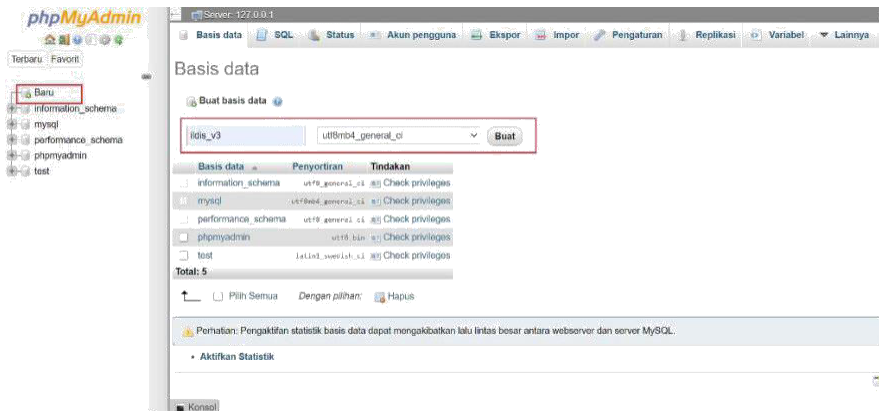 phpMyAdmin
Terbaru Favorit
Baru
information_schema
mysql
performance_schema
phpmyadmin
test
Server: 127.0.0.1
Basis data SQL Status Akun pengguna Ekspor Impor Pengaturan Replikasi Variabel Lainnya
Basis data
Buat basis data
ildis_v3 utf8mb4_general_ci Buat
Basis data Penyortiran Tindakan
information_schema utf8_general_ci Check privileges
mysql utf8mb4_general_ci Check privileges
performance_schema utf8_general_ci Check privileges
phpmyadmin utf8_bin Check privileges
test latin1_swedish_ci Check privileges
Total: 5
Pilih Semua Dengan pilihan: Hapus
Perhatian: Pengaktifan statistik basis data dapat mengakibatkan lalu lintas besar antara webserver dan server MySQL.
Aktifkan Statistik
Konsol